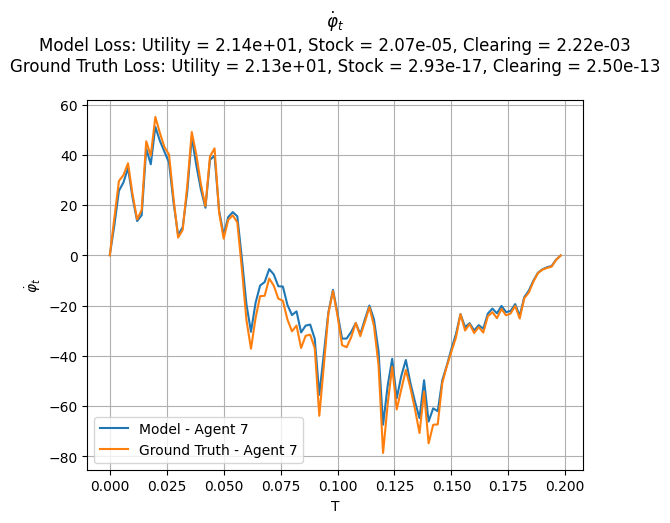 φ̇ₜ
Model Loss: Utility = 2.14e+01, Stock = 2.07e-05, Clearing = 2.22e-03
Ground Truth Loss: Utility = 2.13e+01, Stock = 2.93e-17, Clearing = 2.50e-13
60
40
20
0
−20
−40
−60
−80
φ̇ₜ
Model - Agent 7
Ground Truth - Agent 7
0.000 0.025 0.050 0.075 0.100 0.125 0.150 0.175 0.200
T